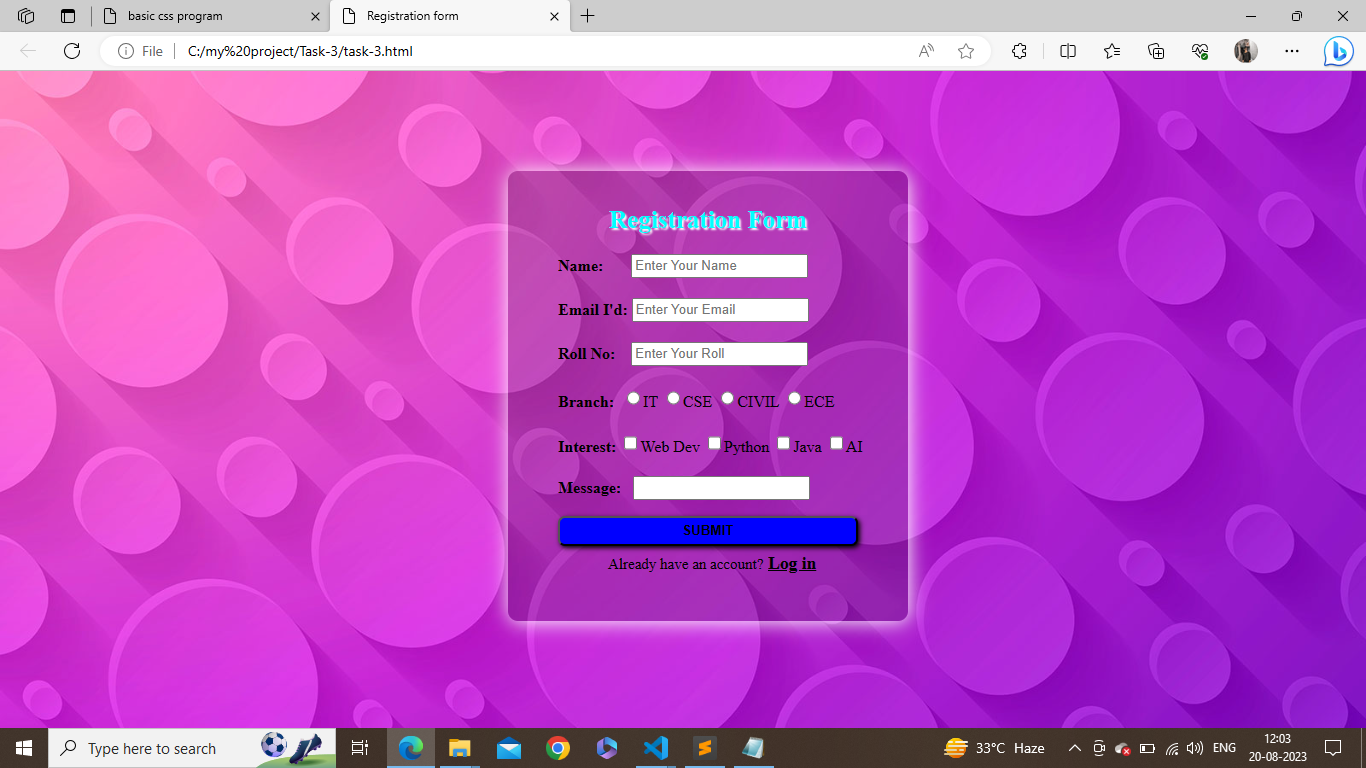 basic css program
Registration form
File
C:/my%20project/Task-3/task-3.html
Registration Form
Name: Enter Your Name
Email I'd: Enter Your Email
Roll No: Enter Your Roll
Branch: IT CSE CIVIL ECE
Interest: Web Dev Python Java AI
Message:
SUBMIT
Already have an account? Log in
Type here to search
33°C Haze
ENG
12:03
20-08-2023